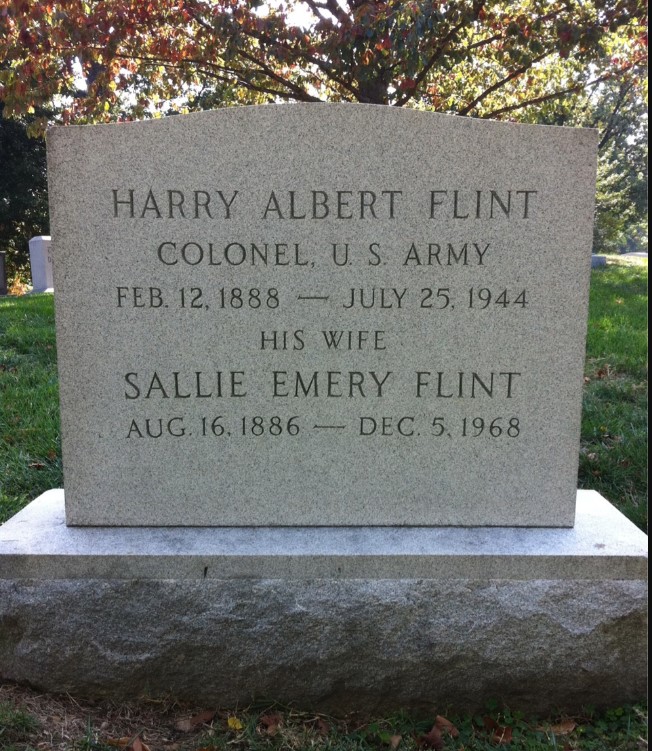 HARRY ALBERT FLINT
COLONEL, U. S. ARMY
FEB. 12, 1888 — JULY 25, 1944
HIS WIFE
SALLIE EMERY FLINT
AUG. 16, 1886 — DEC. 5, 1968